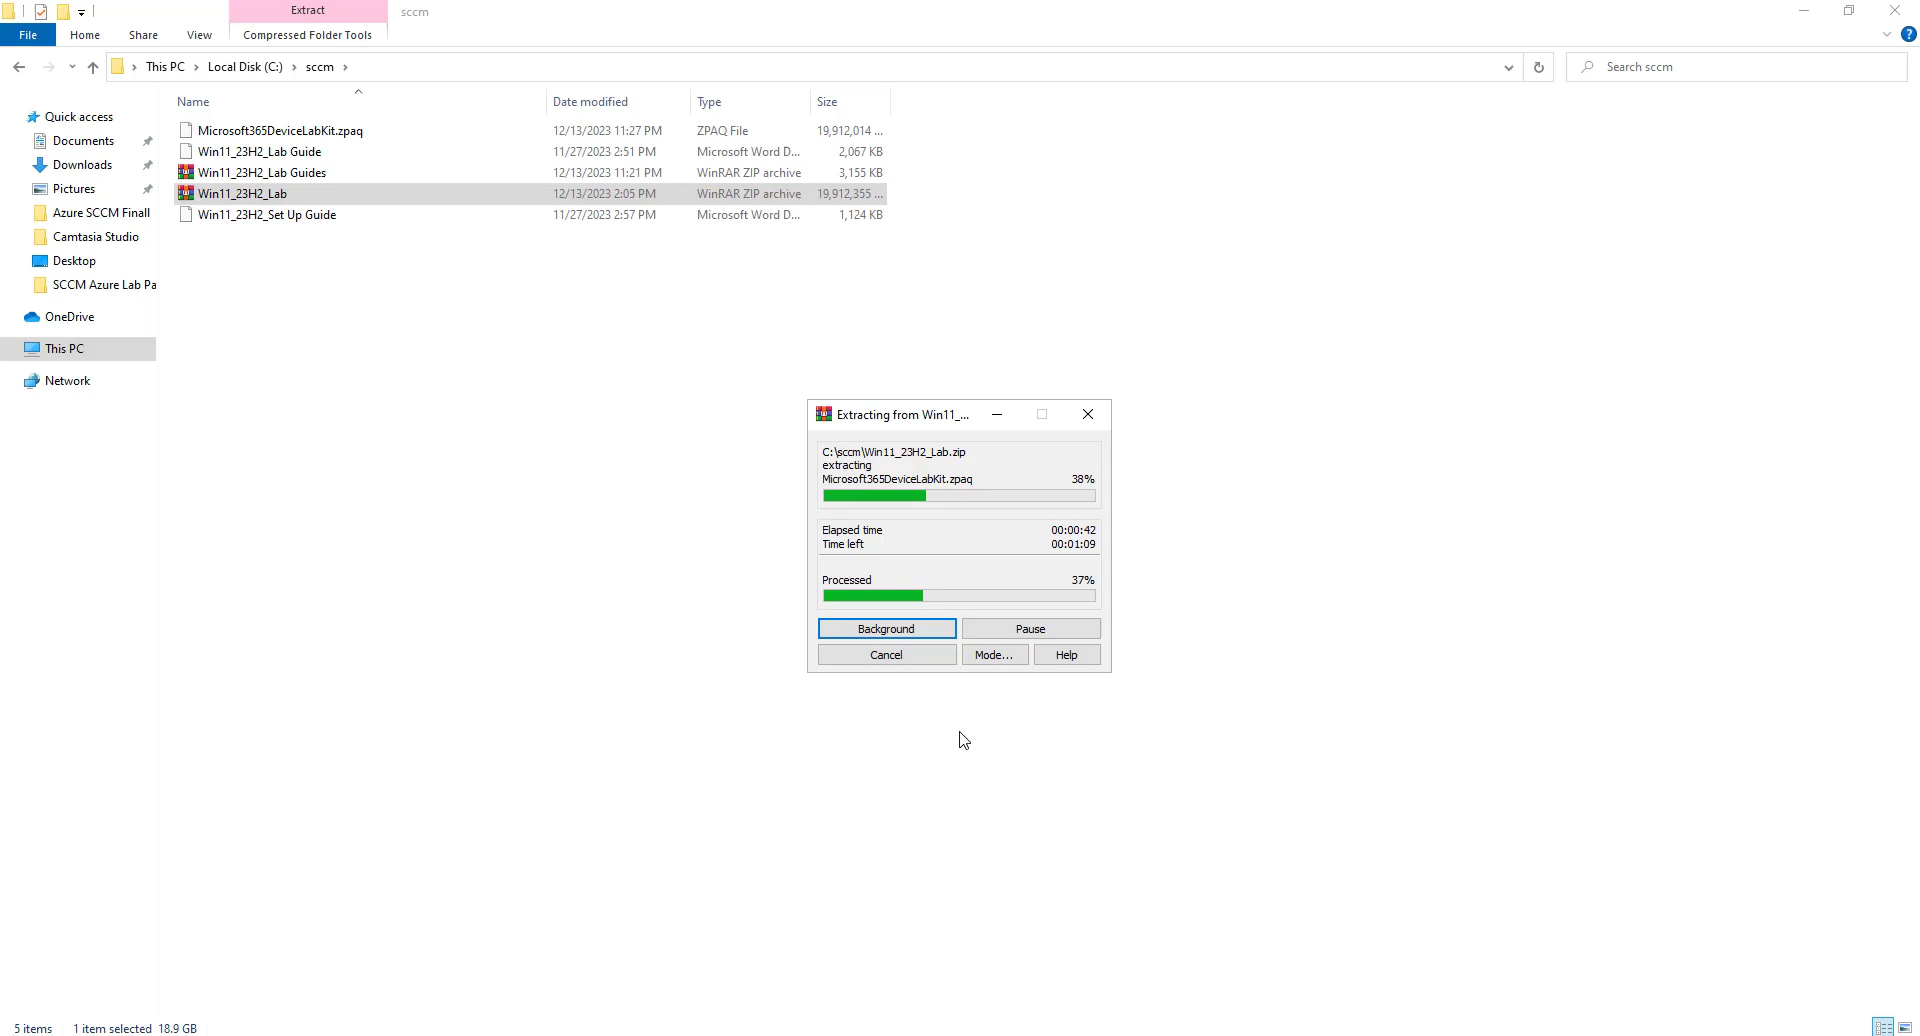 Extract
sccm
File
Home
Share
View
Compressed Folder Tools
?
This PC
Local Disk (C:)
sccm
Search sccm
Name
Date modified
Type
Size
Quick access
Documents
Downloads
Pictures
Azure SCCM Finall
Camtasia Studio
Desktop
SCCM Azure Lab Pa
OneDrive
This PC
Network
Microsoft365DeviceLabKit.zpaq 12/13/2023 11:27 PM ZPAQ File 19,912,014 ...
Win11_23H2_Lab Guide 11/27/2023 2:51 PM Microsoft Word D... 2,067 KB
Win11_23H2_Lab Guides 12/13/2023 11:21 PM WinRAR ZIP archive 3,155 KB
Win11_23H2_Lab 12/13/2023 2:05 PM WinRAR ZIP archive 19,912,355 ...
Win11_23H2_Set Up Guide 11/27/2023 2:57 PM Microsoft Word D... 1,124 KB
Extracting from Win11_...
C:\sccm\Win11_23H2_Lab.zip
extracting
Microsoft365DeviceLabKit.zpaq 38%
Elapsed time 00:00:42
Time left 00:01:09
Processed 37%
Background
Pause
Cancel
Mode...
Help
5 items 1 item selected 18.9 GB